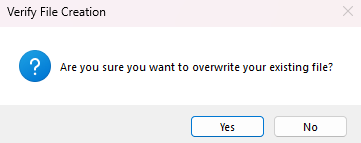 Verify File Creation
Are you sure you want to overwrite your existing file?
Yes
No